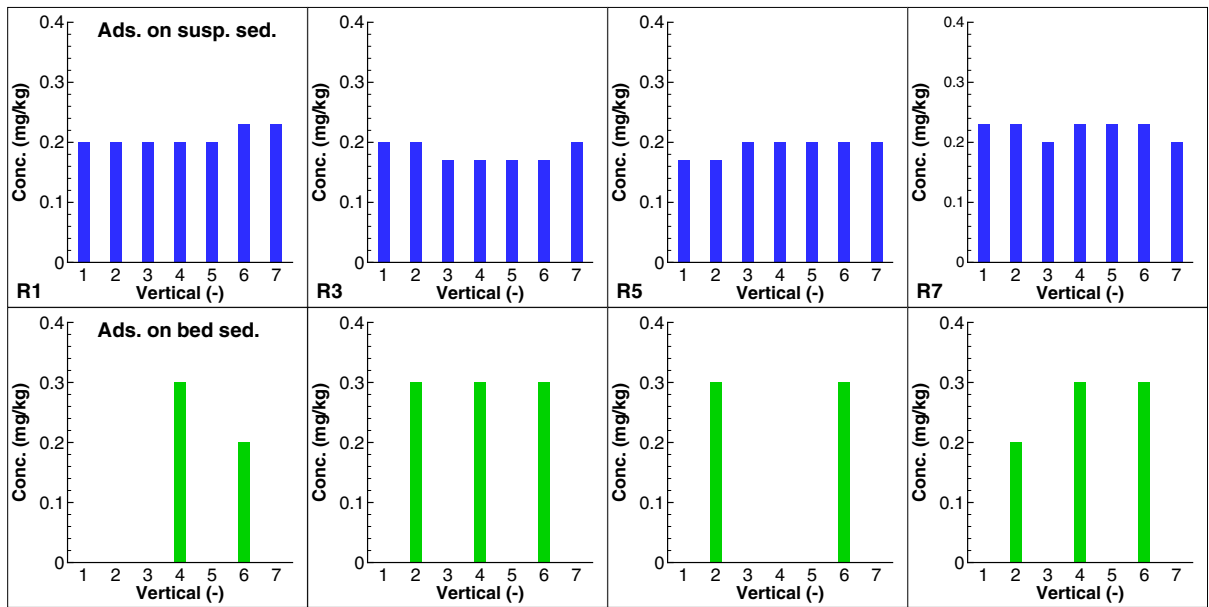 Ads. on susp. sed.
Conc. (mg/kg)
0.4
0.3
0.2
0.1
0
1 2 3 4 5 6 7
R1
Vertical (-)
Conc. (mg/kg)
0.4
0.3
0.2
0.1
0
1 2 3 4 5 6 7
R3
Vertical (-)
Conc. (mg/kg)
0.4
0.3
0.2
0.1
0
1 2 3 4 5 6 7
R5
Vertical (-)
Conc. (mg/kg)
0.4
0.3
0.2
0.1
0
1 2 3 4 5 6 7
R7
Vertical (-)
Ads. on bed sed.
Conc. (mg/kg)
0.4
0.3
0.2
0.1
0
1 2 3 4 5 6 7
Vertical (-)
Conc. (mg/kg)
0.4
0.3
0.2
0.1
0
1 2 3 4 5 6 7
Vertical (-)
Conc. (mg/kg)
0.4
0.3
0.2
0.1
0
1 2 3 4 5 6 7
Vertical (-)
Conc. (mg/kg)
0.4
0.3
0.2
0.1
0
1 2 3 4 5 6 7
Vertical (-)